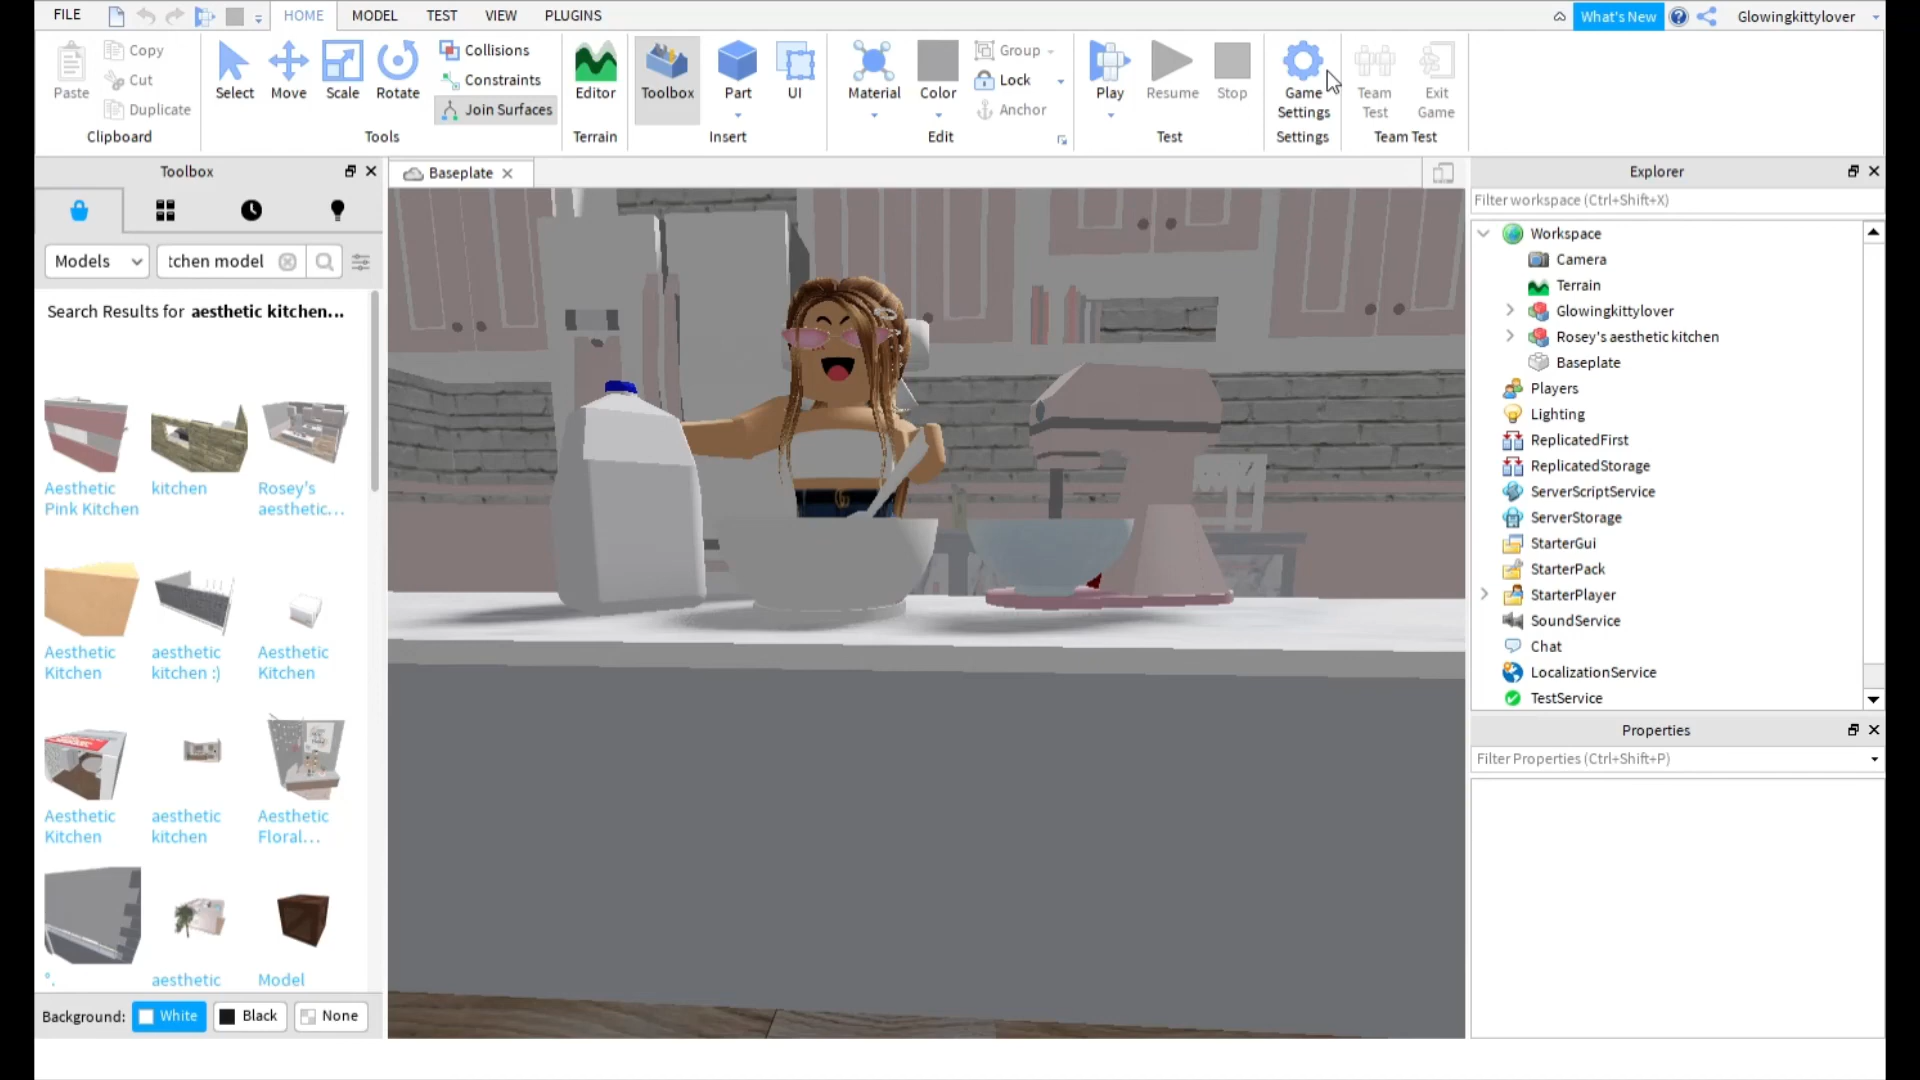 FILE
HOME
MODEL
TEST
VIEW
PLUGINS
What's New
Glowingkittylover
Paste
Copy
Cut
Duplicate
Clipboard
Select
Move
Scale
Rotate
Collisions
Constraints
Join Surfaces
Tools
Editor
Terrain
Toolbox
Part
UI
Insert
Material
Color
Group
Lock
Anchor
Edit
Play
Resume
Stop
Test
Game
Settings
Settings
Team
Test
Exit
Game
Team Test
Toolbox
Models
tchen model
Search Results for aesthetic kitchen...
Aesthetic
Pink Kitchen
kitchen
Rosey's
aesthetic...
Aesthetic
Kitchen
aesthetic
kitchen :)
Aesthetic
Kitchen
Aesthetic
Kitchen
aesthetic
kitchen
Aesthetic
Floral...
°.
aesthetic
Model
Background:
White
Black
None
Baseplate
Explorer
Filter workspace (Ctrl+Shift+X)
Workspace
Camera
Terrain
Glowingkittylover
Rosey's aesthetic kitchen
Baseplate
Players
Lighting
ReplicatedFirst
ReplicatedStorage
ServerScriptService
ServerStorage
StarterGui
StarterPack
StarterPlayer
SoundService
Chat
LocalizationService
TestService
Properties
Filter Properties (Ctrl+Shift+P)